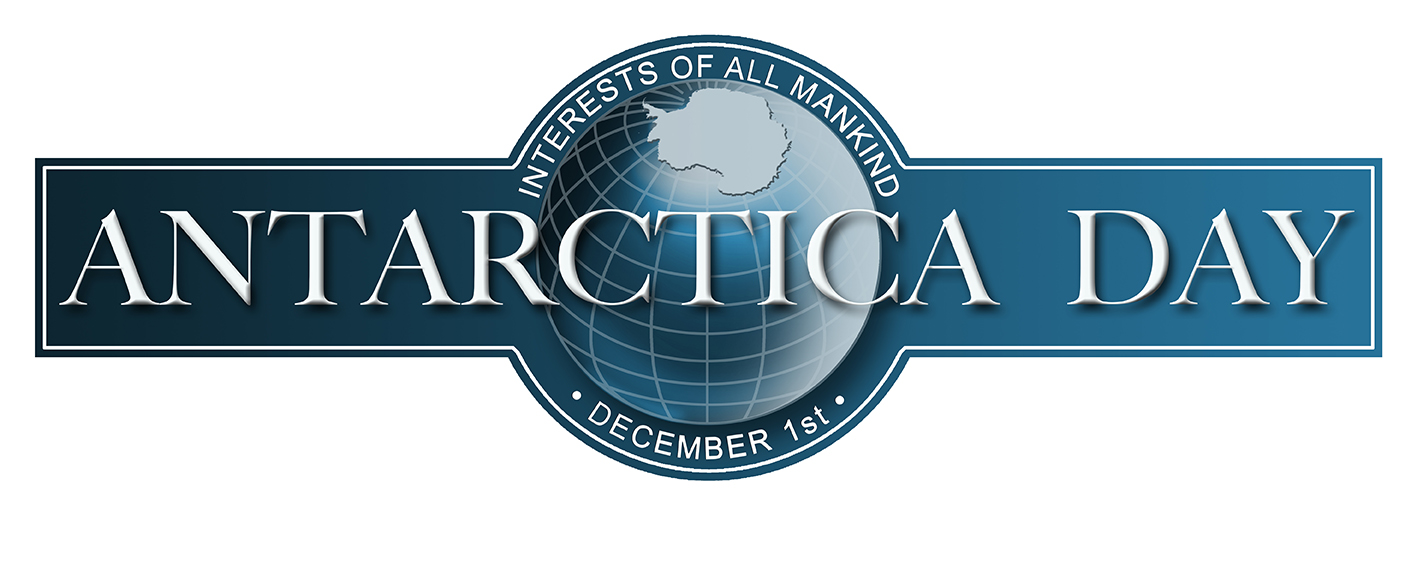 INTERESTS OF ALL MANKIND
ANTARCTICA DAY
• DECEMBER 1st •